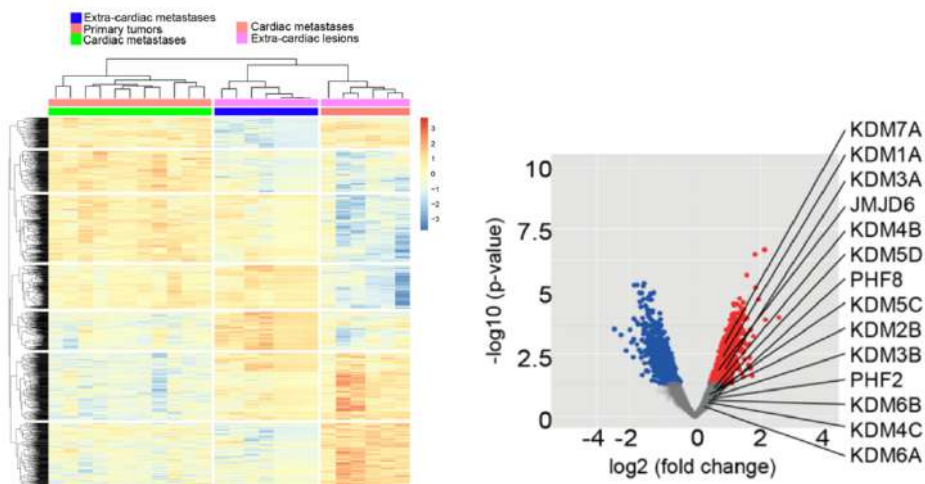 Extra-cardiac metastases
Primary tumors
Cardiac metastases
Cardiac metastases
Extra-cardiac lesions
3
2
1
0
−1
−2
−3
10
7.5
5
2.5
0
-log10 (p-value)
-4 -2 0 2 4
log2 (fold change)
KDM7A
KDM1A
KDM3A
JMJD6
KDM4B
KDM5D
PHF8
KDM5C
KDM2B
KDM3B
PHF2
KDM6B
KDM4C
KDM6A